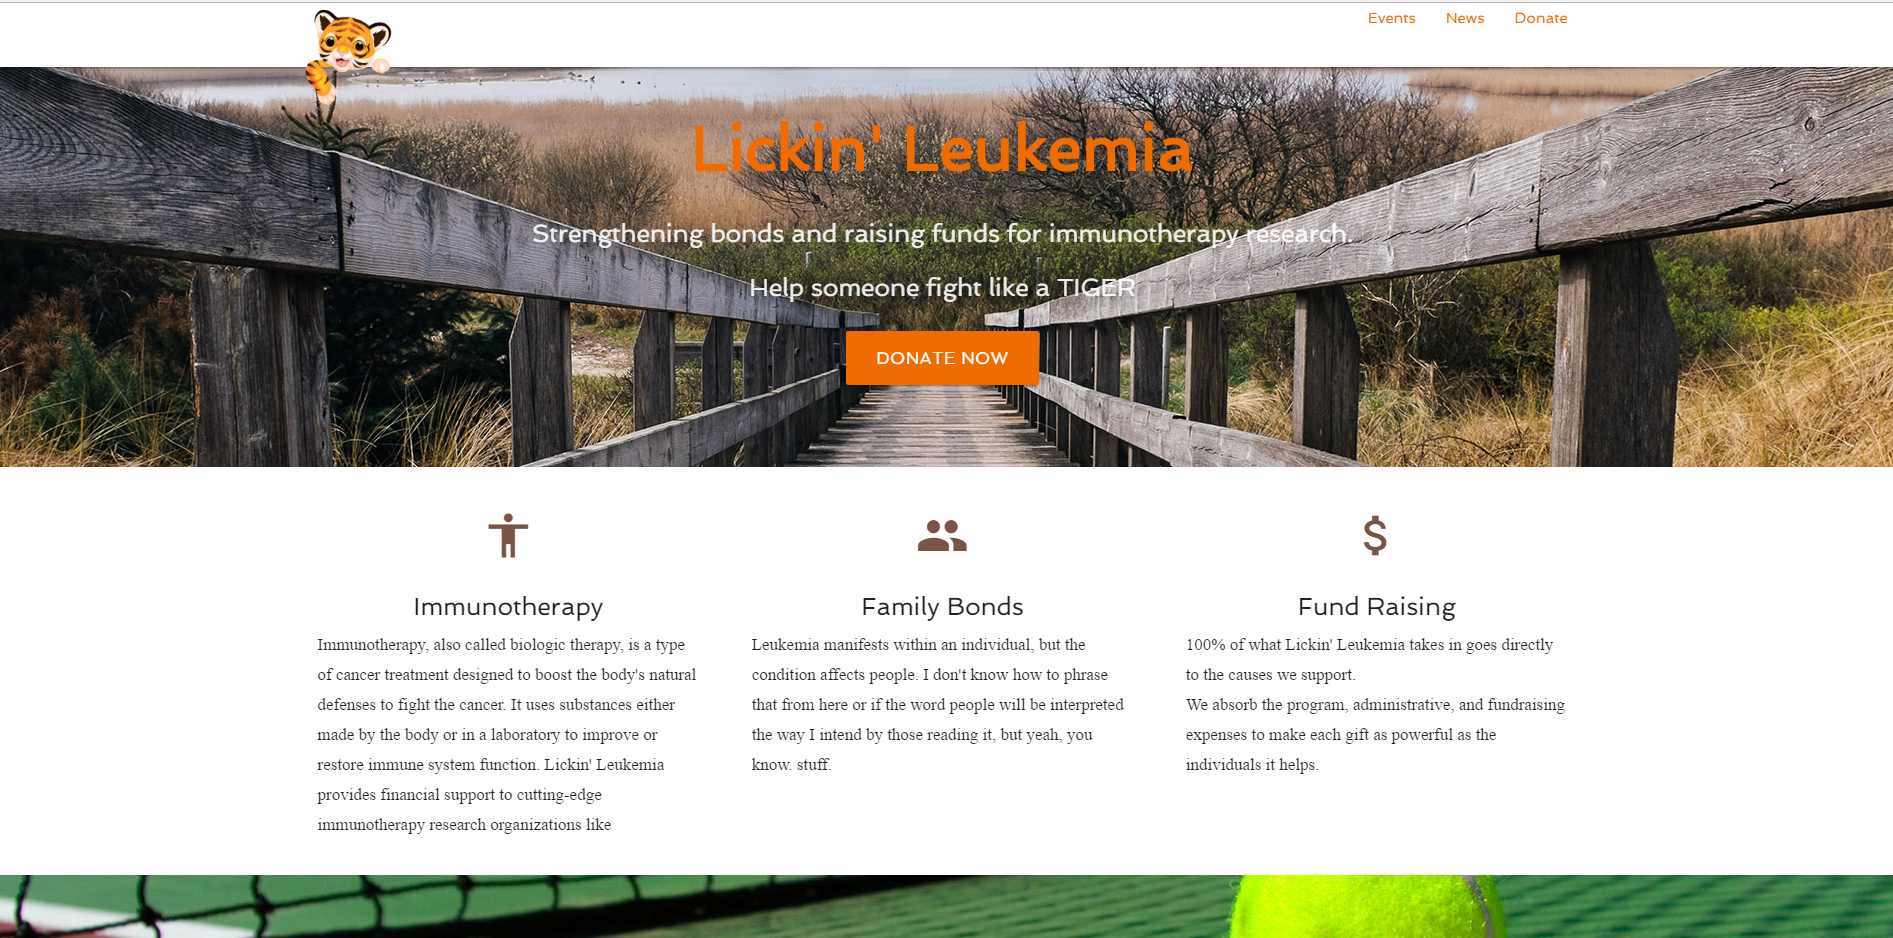 Events News Donate
Lickin' Leukemia
Strengthening bonds and raising funds for immunotherapy research.
Help someone fight like a TIGER
DONATE NOW
Immunotherapy
Immunotherapy, also called biologic therapy, is a type
of cancer treatment designed to boost the body's natural
defenses to fight the cancer. It uses substances either
made by the body or in a laboratory to improve or
restore immune system function. Lickin' Leukemia
provides financial support to cutting-edge
immunotherapy research organizations like
Family Bonds
Leukemia manifests within an individual, but the
condition affects people. I don't know how to phrase
that from here or if the word people will be interpreted
the way I intend by those reading it, but yeah, you
know. stuff.
Fund Raising
100% of what Lickin' Leukemia takes in goes directly
to the causes we support.
We absorb the program, administrative, and fundraising
expenses to make each gift as powerful as the
individuals it helps.